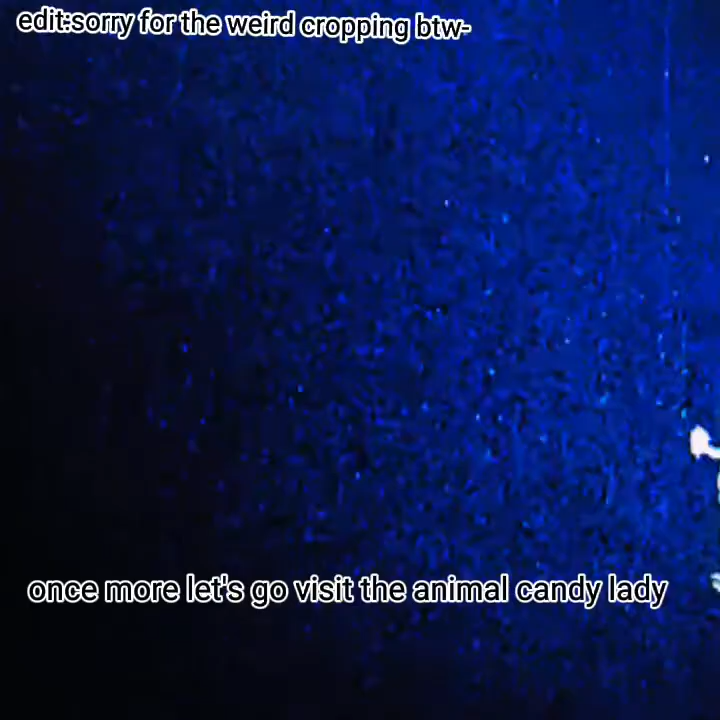 edit:sorry for the weird cropping btw-
once more let's go visit the animal candy lady